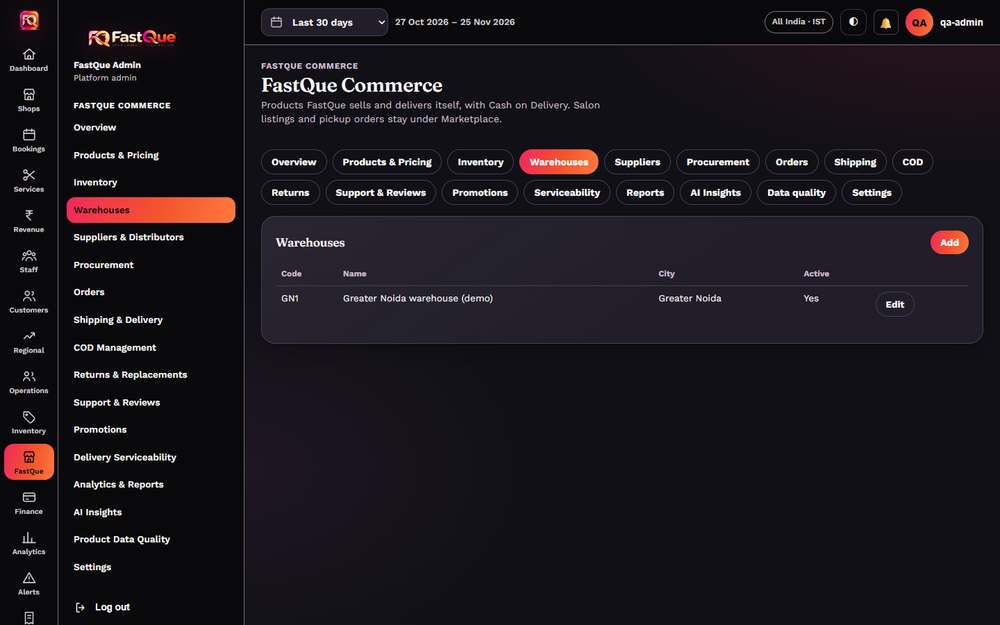 Dashboard
Shops
Bookings
Services
Revenue
Staff
Customers
Regional
Operations
Inventory
FastQue
Finance
Analytics
Alerts
FQ FastQue
FastQue Admin
Platform admin
FASTQUE COMMERCE
Overview
Products & Pricing
Inventory
Warehouses
Suppliers & Distributors
Procurement
Orders
Shipping & Delivery
COD Management
Returns & Replacements
Support & Reviews
Promotions
Delivery Serviceability
Analytics & Reports
AI Insights
Product Data Quality
Settings
Log out
Last 30 days 27 Oct 2026 – 25 Nov 2026 All India · IST QA qa-admin
FASTQUE COMMERCE
FastQue Commerce
Products FastQue sells and delivers itself, with Cash on Delivery. Salon
listings and pickup orders stay under Marketplace.
Overview Products & Pricing Inventory Warehouses Suppliers Procurement Orders Shipping COD
Returns Support & Reviews Promotions Serviceability Reports AI Insights Data quality Settings
Warehouses Add
Code Name City Active
GN1 Greater Noida warehouse (demo) Greater Noida Yes Edit